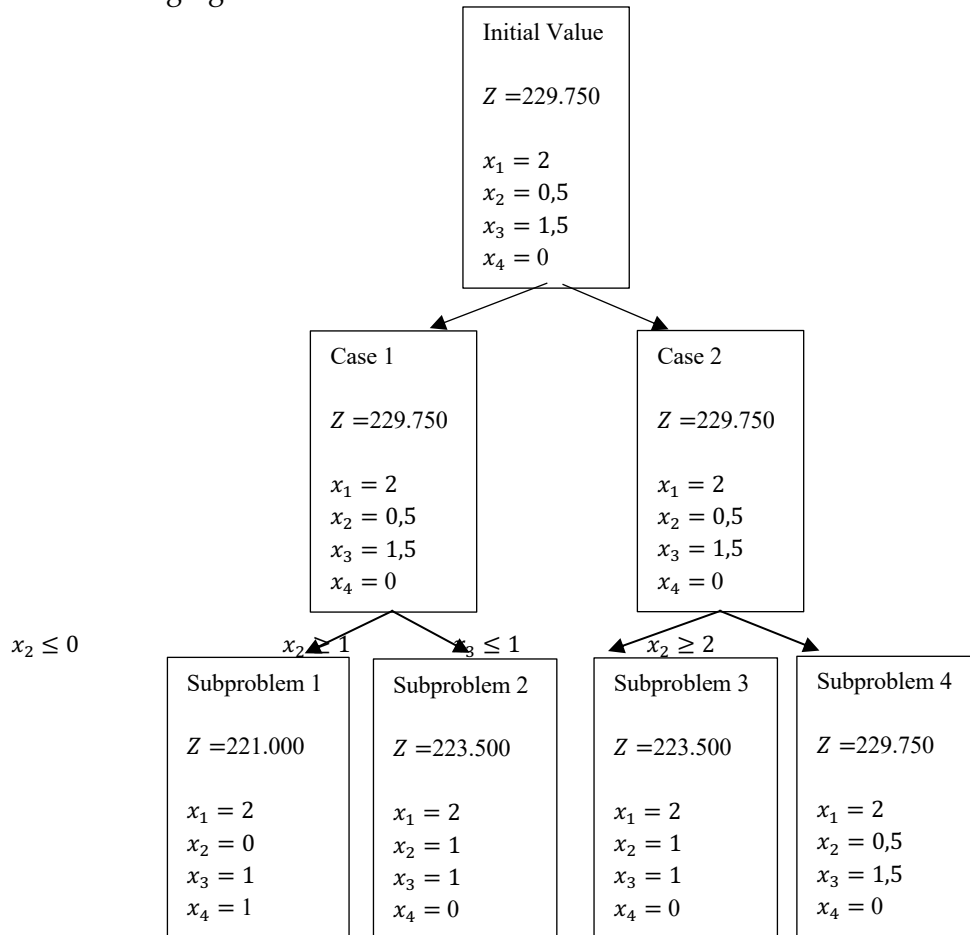 Initial Value
Z =229.750
x₁ = 2
x₂ = 0,5
x₃ = 1,5
x₄ = 0
Case 1
Z =229.750
x₁ = 2
x₂ = 0,5
x₃ = 1,5
x₄ = 0
Case 2
Z =229.750
x₁ = 2
x₂ = 0,5
x₃ = 1,5
x₄ = 0
x₂ ≤ 0
x₂ ≥ 1
x₃ ≤ 1
x₂ ≥ 2
Subproblem 1
Z =221.000
x₁ = 2
x₂ = 0
x₃ = 1
x₄ = 1
Subproblem 2
Z =223.500
x₁ = 2
x₂ = 1
x₃ = 1
x₄ = 0
Subproblem 3
Z =223.500
x₁ = 2
x₂ = 1
x₃ = 1
x₄ = 0
Subproblem 4
Z =229.750
x₁ = 2
x₂ = 0,5
x₃ = 1,5
x₄ = 0